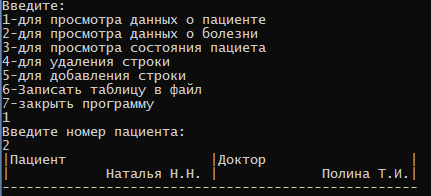 Введите:
1-для просмотра данных о пациенте
2-для просмотра данных о болезни
3-для просмотра состояния пациета
4-для удаления строки
5-для добавления строки
6-Записать таблицу в файл
7-закрыть программу
1
Введите номер пациента:
2
|Пациент |Доктор |
| Наталья Н.Н. | Полина Т.И.|
----------------------------------------------------